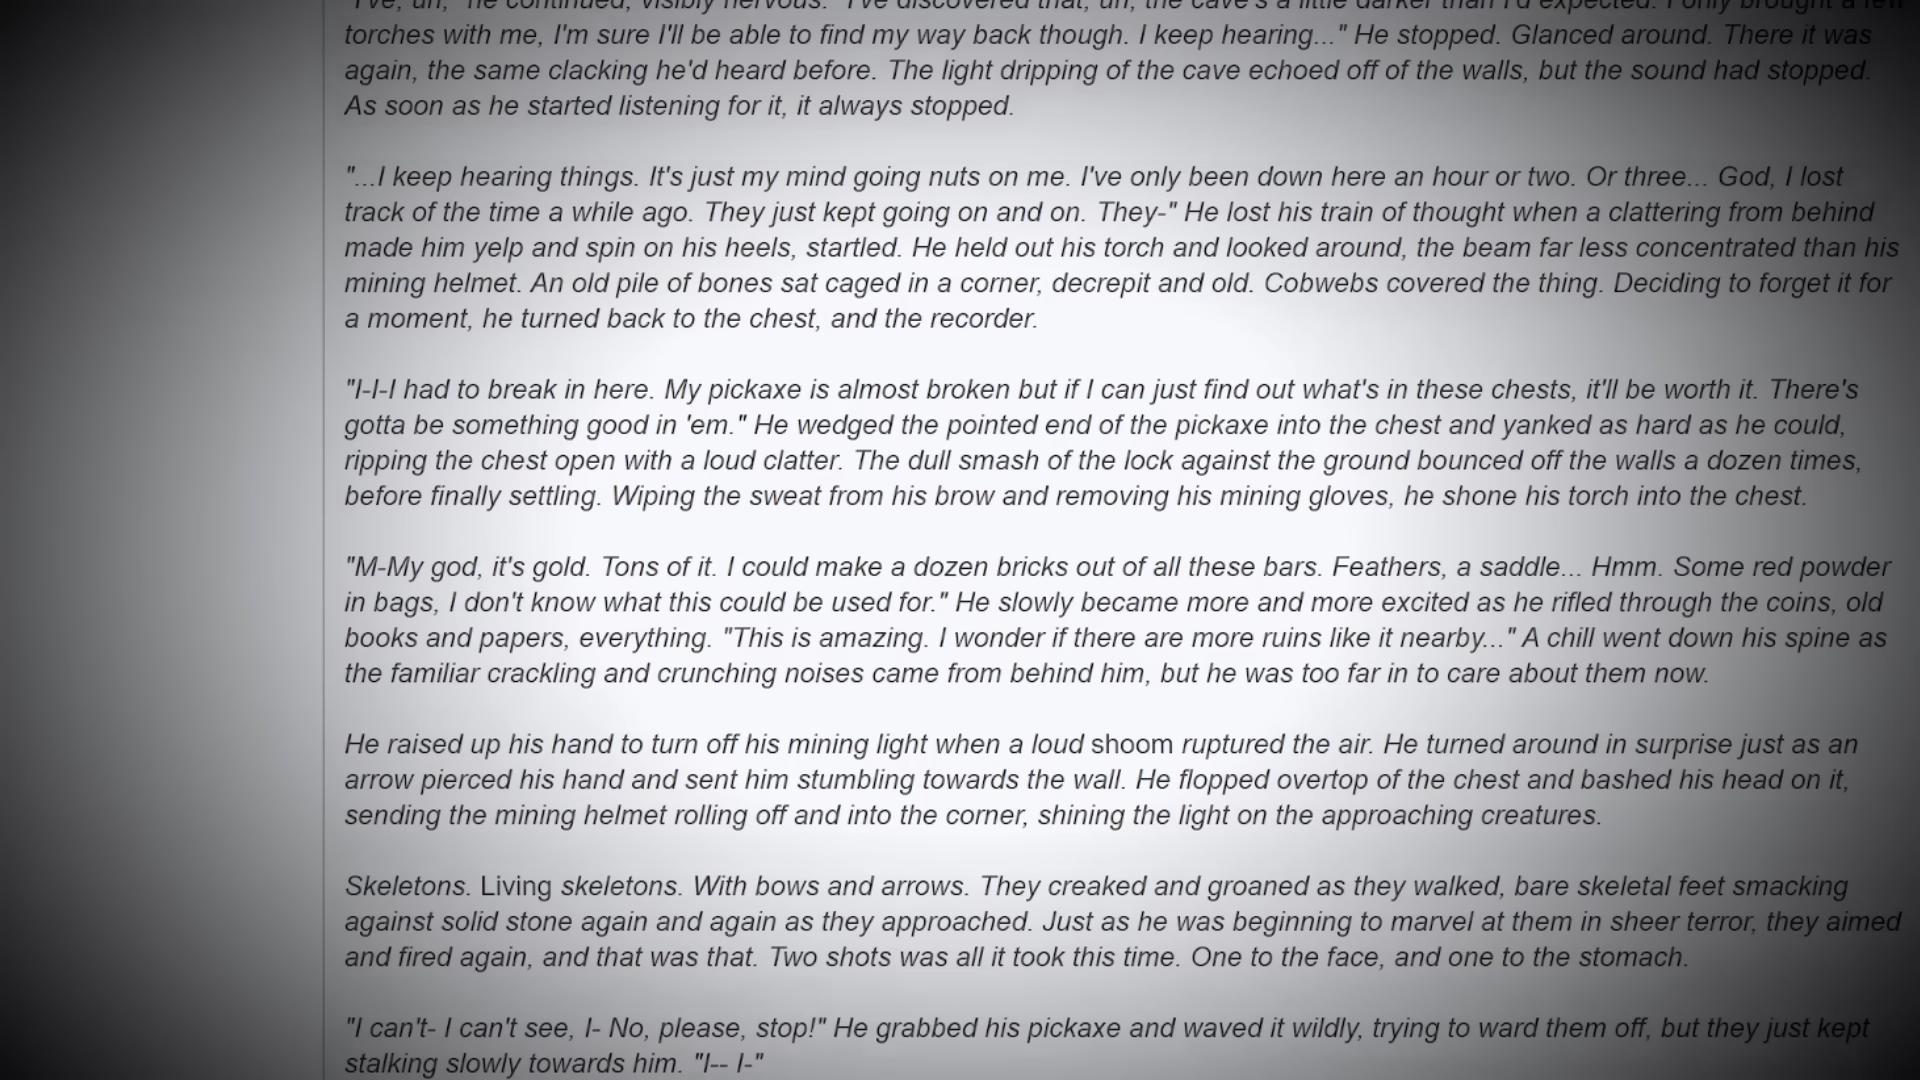 "I've, uh," he continued, visibly nervous. "I've discovered that, uh, the cave's a little darker than I'd expected. I only brought a few
torches with me, I'm sure I'll be able to find my way back though. I keep hearing..." He stopped. Glanced around. There it was
again, the same clacking he'd heard before. The light dripping of the cave echoed off of the walls, but the sound had stopped.
As soon as he started listening for it, it always stopped.
"...I keep hearing things. It's just my mind going nuts on me. I've only been down here an hour or two. Or three... God, I lost
track of the time a while ago. They just kept going on and on. They-" He lost his train of thought when a clattering from behind
made him yelp and spin on his heels, startled. He held out his torch and looked around, the beam far less concentrated than his
mining helmet. An old pile of bones sat caged in a corner, decrepit and old. Cobwebs covered the thing. Deciding to forget it for
a moment, he turned back to the chest, and the recorder.
"I-I-I had to break in here. My pickaxe is almost broken but if I can just find out what's in these chests, it'll be worth it. There's
gotta be something good in 'em." He wedged the pointed end of the pickaxe into the chest and yanked as hard as he could,
ripping the chest open with a loud clatter. The dull smash of the lock against the ground bounced off the walls a dozen times,
before finally settling. Wiping the sweat from his brow and removing his mining gloves, he shone his torch into the chest.
"M-My god, it's gold. Tons of it. I could make a dozen bricks out of all these bars. Feathers, a saddle... Hmm. Some red powder
in bags, I don't know what this could be used for." He slowly became more and more excited as he rifled through the coins, old
books and papers, everything. "This is amazing. I wonder if there are more ruins like it nearby..." A chill went down his spine as
the familiar crackling and crunching noises came from behind him, but he was too far in to care about them now.
He raised up his hand to turn off his mining light when a loud shoom ruptured the air. He turned around in surprise just as an
arrow pierced his hand and sent him stumbling towards the wall. He flopped overtop of the chest and bashed his head on it,
sending the mining helmet rolling off and into the corner, shining the light on the approaching creatures.
Skeletons. Living skeletons. With bows and arrows. They creaked and groaned as they walked, bare skeletal feet smacking
against solid stone again and again as they approached. Just as he was beginning to marvel at them in sheer terror, they aimed
and fired again, and that was that. Two shots was all it took this time. One to the face, and one to the stomach.
"I can't- I can't see, I- No, please, stop!" He grabbed his pickaxe and waved it wildly, trying to ward them off, but they just kept
stalking slowly towards him. "I-- I-"